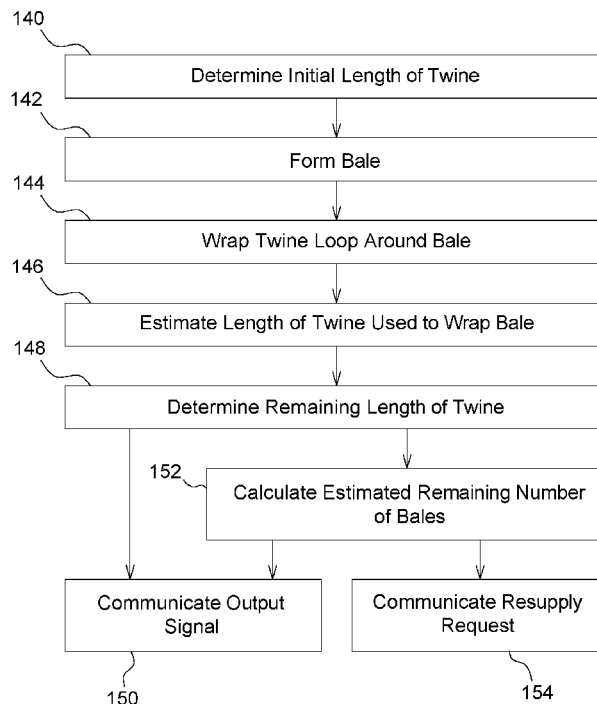 140
Determine Initial Length of Twine
142
Form Bale
144
Wrap Twine Loop Around Bale
146
Estimate Length of Twine Used to Wrap Bale
148
Determine Remaining Length of Twine
152
Calculate Estimated Remaining Number
of Bales
Communicate Output
Signal
Communicate Resupply
Request
150
154